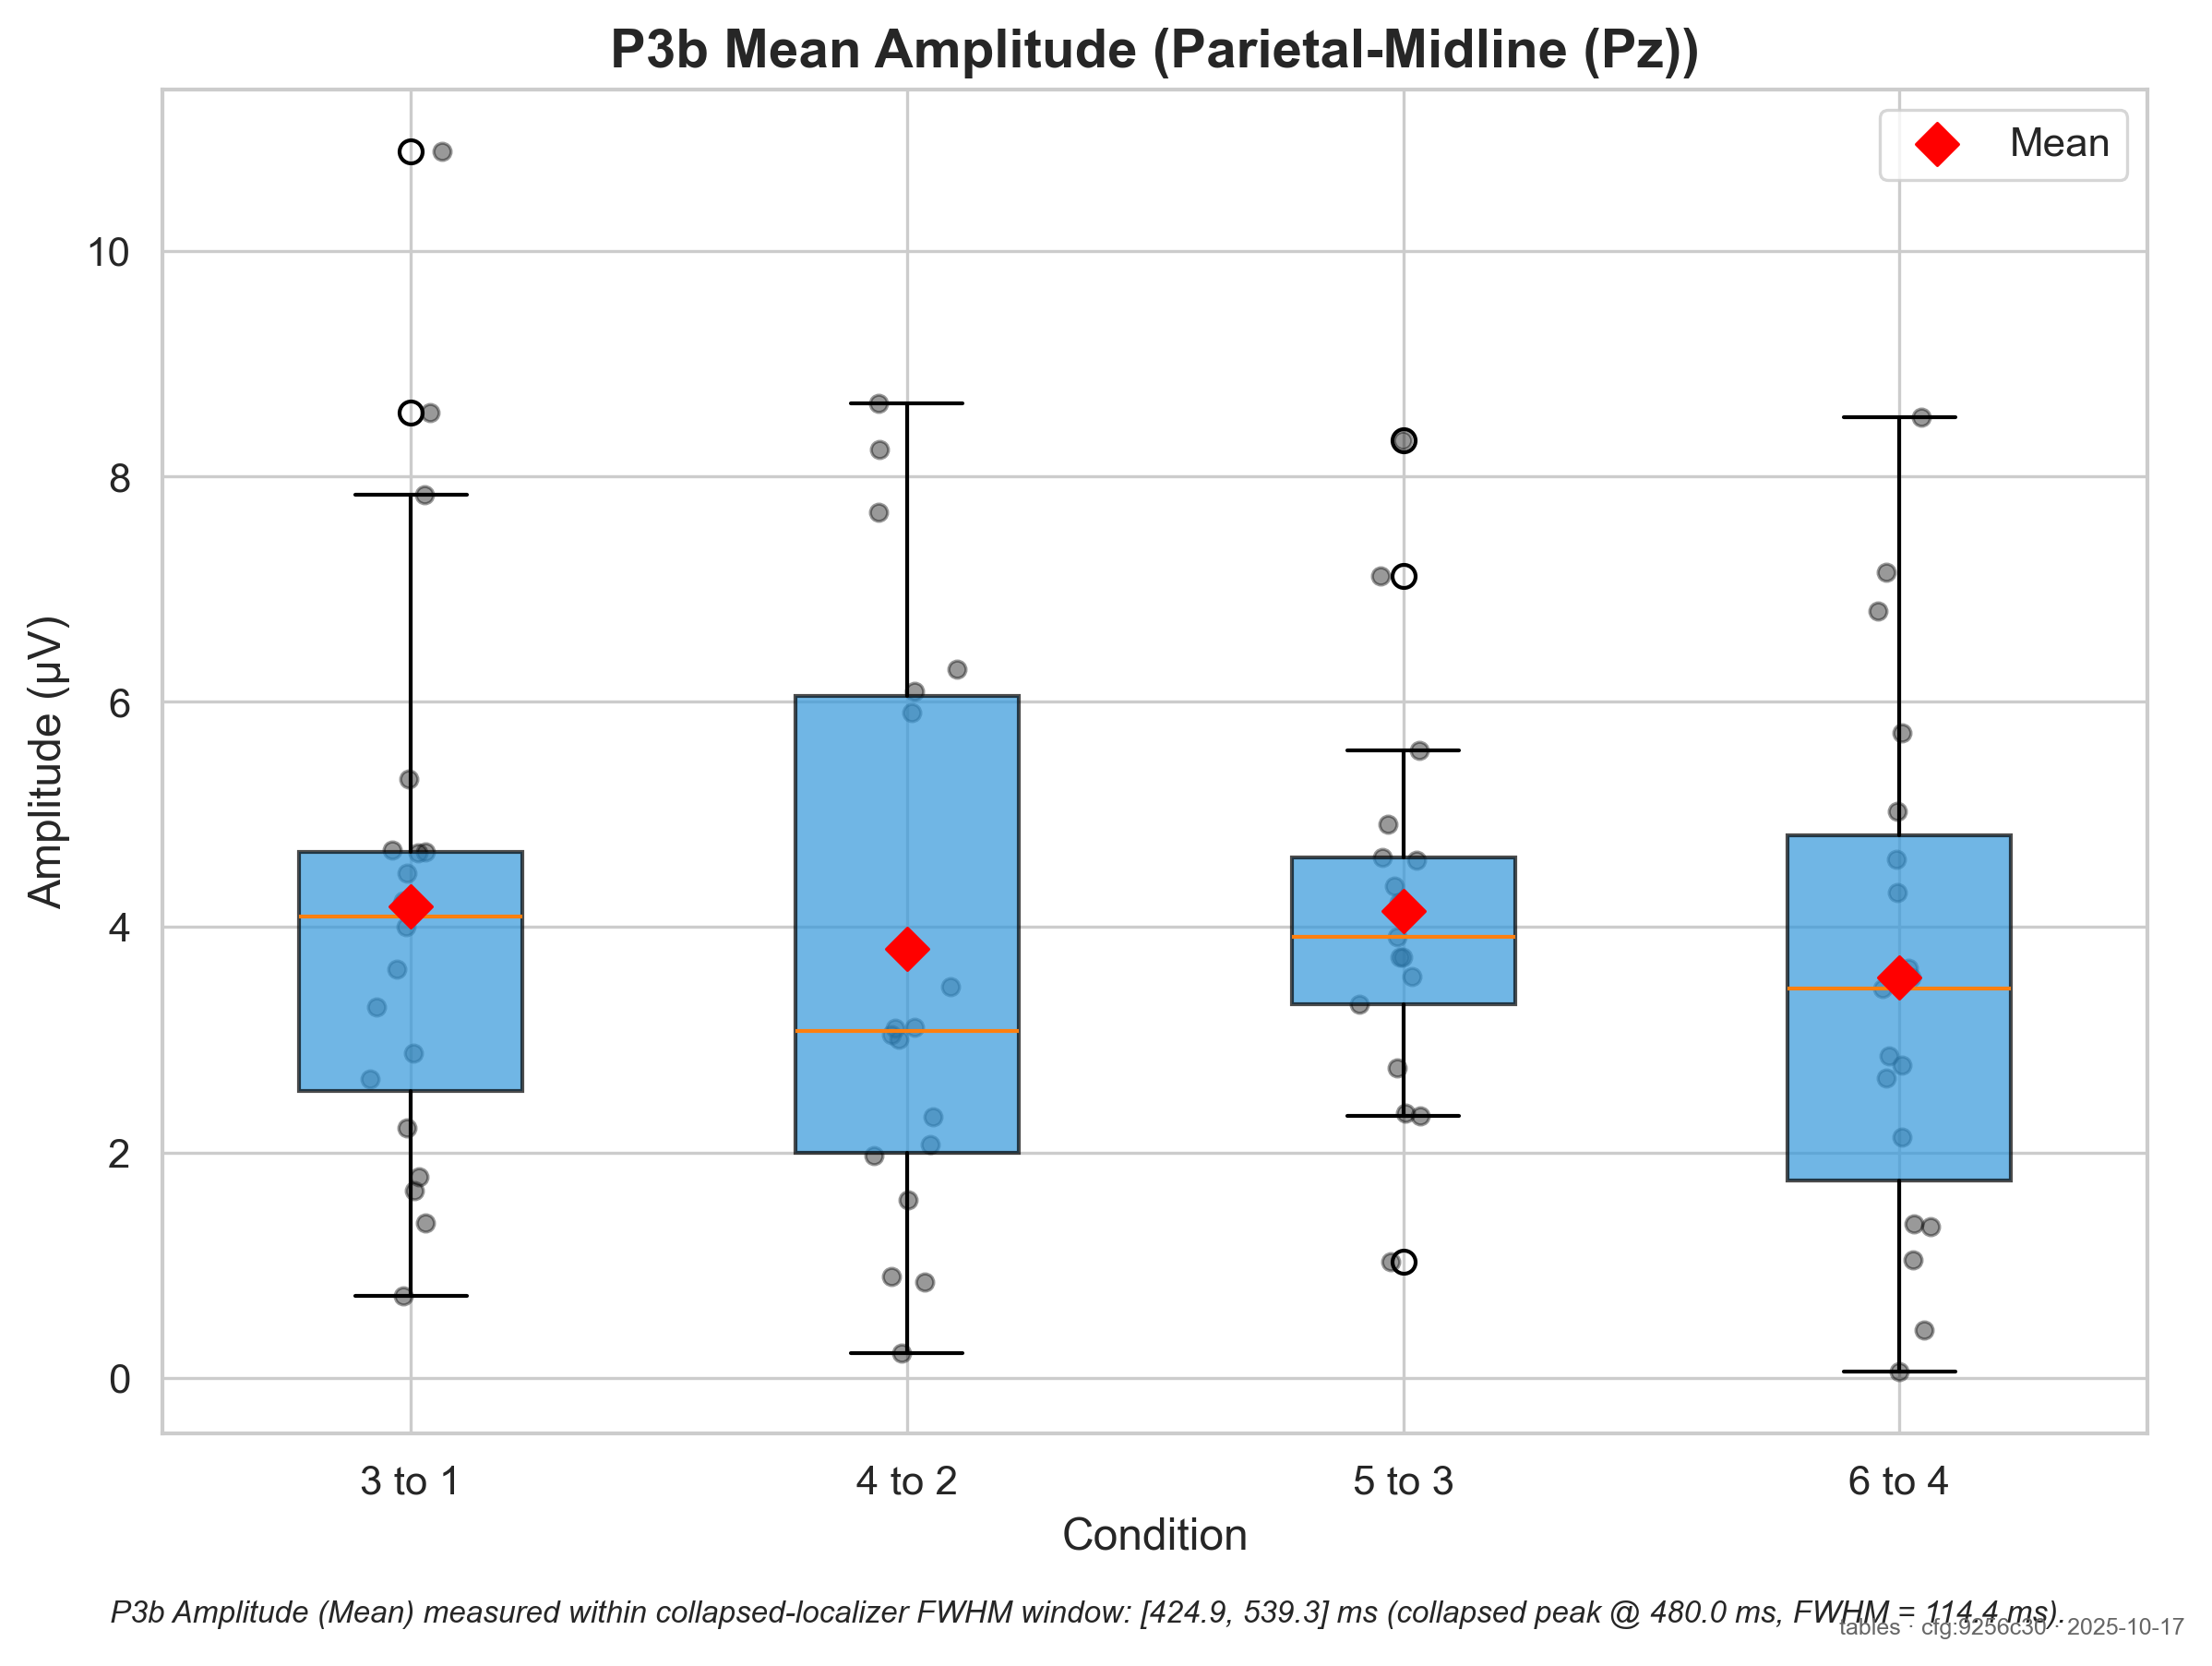 P3b Mean Amplitude (Parietal-Midline (Pz))
Mean
10
8
6
4
2
0
Amplitude (µV)
3 to 1
4 to 2
5 to 3
6 to 4
Condition
P3b Amplitude (Mean) measured within collapsed-localizer FWHM window: [424.9, 539.3] ms (collapsed peak @ 480.0 ms, FWHM = 114.4 ms).
tables · cfg:9256c30 · 2025-10-17